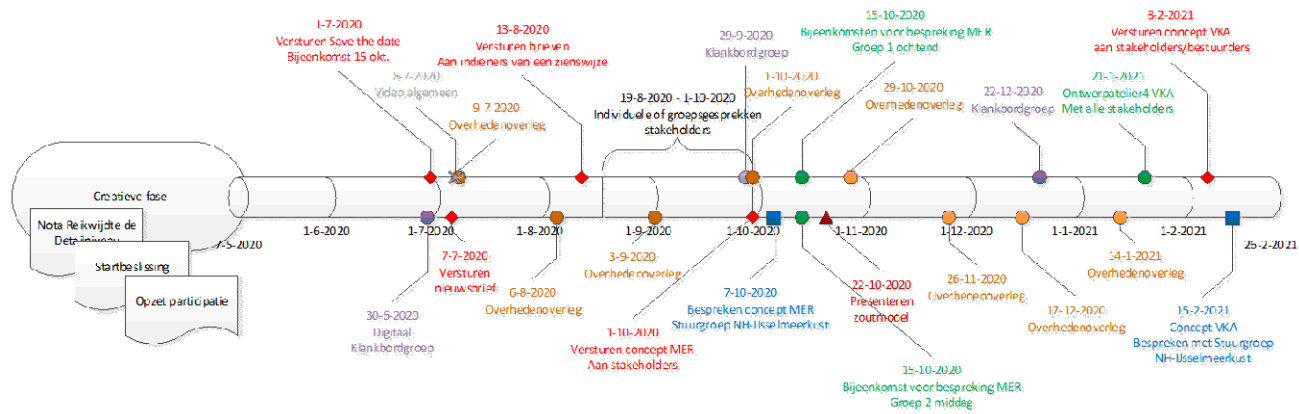 1-7-2020
Versturen Save the date
Bijeenkomst 15 okt.
8-7-2020
Video algemeen
9-7-2020
Overhedenoverleg
13-8-2020
Versturen brieven
Aan indieners van een zienswijze
19-8-2020 - 1-10-2020
Individuele of groepsgesprekken
stakeholders
29-9-2020
Klankbordgroep
1-10-2020
Overhedenoverleg
15-10-2020
Bijeenkomsten voor bespreking MER
Groep 1 ochtend
29-10-2020
Overhedenoverleg
22-12-2020
Klankbordgroep
21-1-2021
Ontwerpatelier4 VKA
Met alle stakeholders
8-2-2021
Versturen concept VKA
aan stakeholders/bestuurders
Creatieve fase
Nota Reikwijdte de
Detailniveau
Startbeslissing
Opzet participatie
7-5-2020
1-6-2020
1-7-2020
1-8-2020
1-9-2020
1-10-2020
1-11-2020
1-12-2020
1-1-2021
1-2-2021
25-2-2021
30-6-2020
Digitaal
Klankbordgroep
7-7-2020
Versturen
nieuwsbrief
6-8-2020
Overhedenoverleg
3-9-2020
Overhedenoverleg
1-10-2020
Versturen concept MER
Aan stakeholders
7-10-2020
Bespreken concept MER
Stuurgroep NH-IJsselmeerkust
22-10-2020
Presenteren
zoutmodel
15-10-2020
Bijeenkomst voor bespreking MER
Groep 2 middag
26-11-2020
Overhedenoverleg
17-12-2020
Overhedenoverleg
14-1-2021
Overhedenoverleg
15-2-2021
Concept VKA
Bespreken met Stuurgroep
NH-IJsselmeerkust